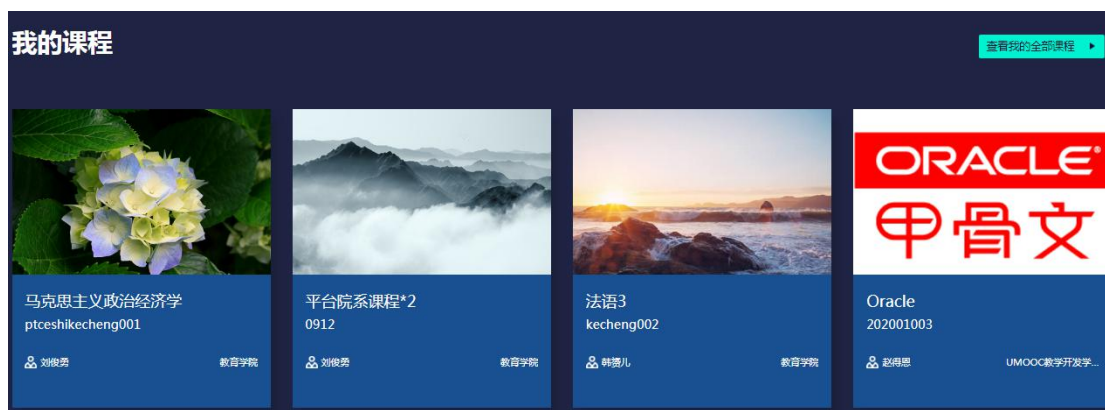 我的课程
查看我的全部课程
ORACLE
甲骨文
马克思主义政治经济学
ptceshikecheng001
刘俊勇
教育学院
平台院系课程*2
0912
刘俊勇
教育学院
法语3
kecheng002
韩赟儿
教育学院
Oracle
202001003
赵得恩
UMOOC教学开发学...